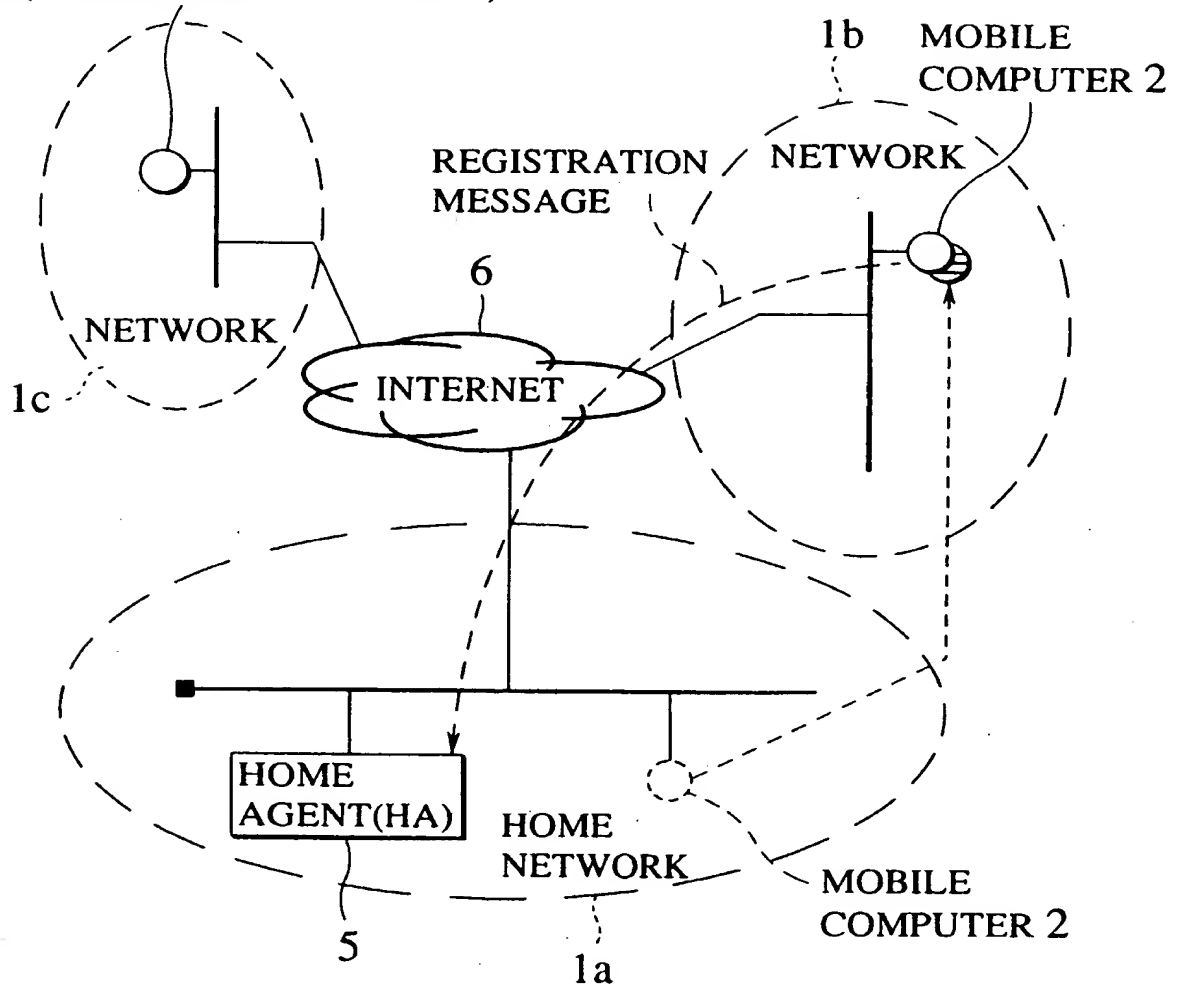 1b
MOBILE
COMPUTER 2
REGISTRATION
MESSAGE
NETWORK
6
NETWORK
INTERNET
1c
HOME
AGENT(HA)
HOME
NETWORK
MOBILE
COMPUTER 2
5
1a